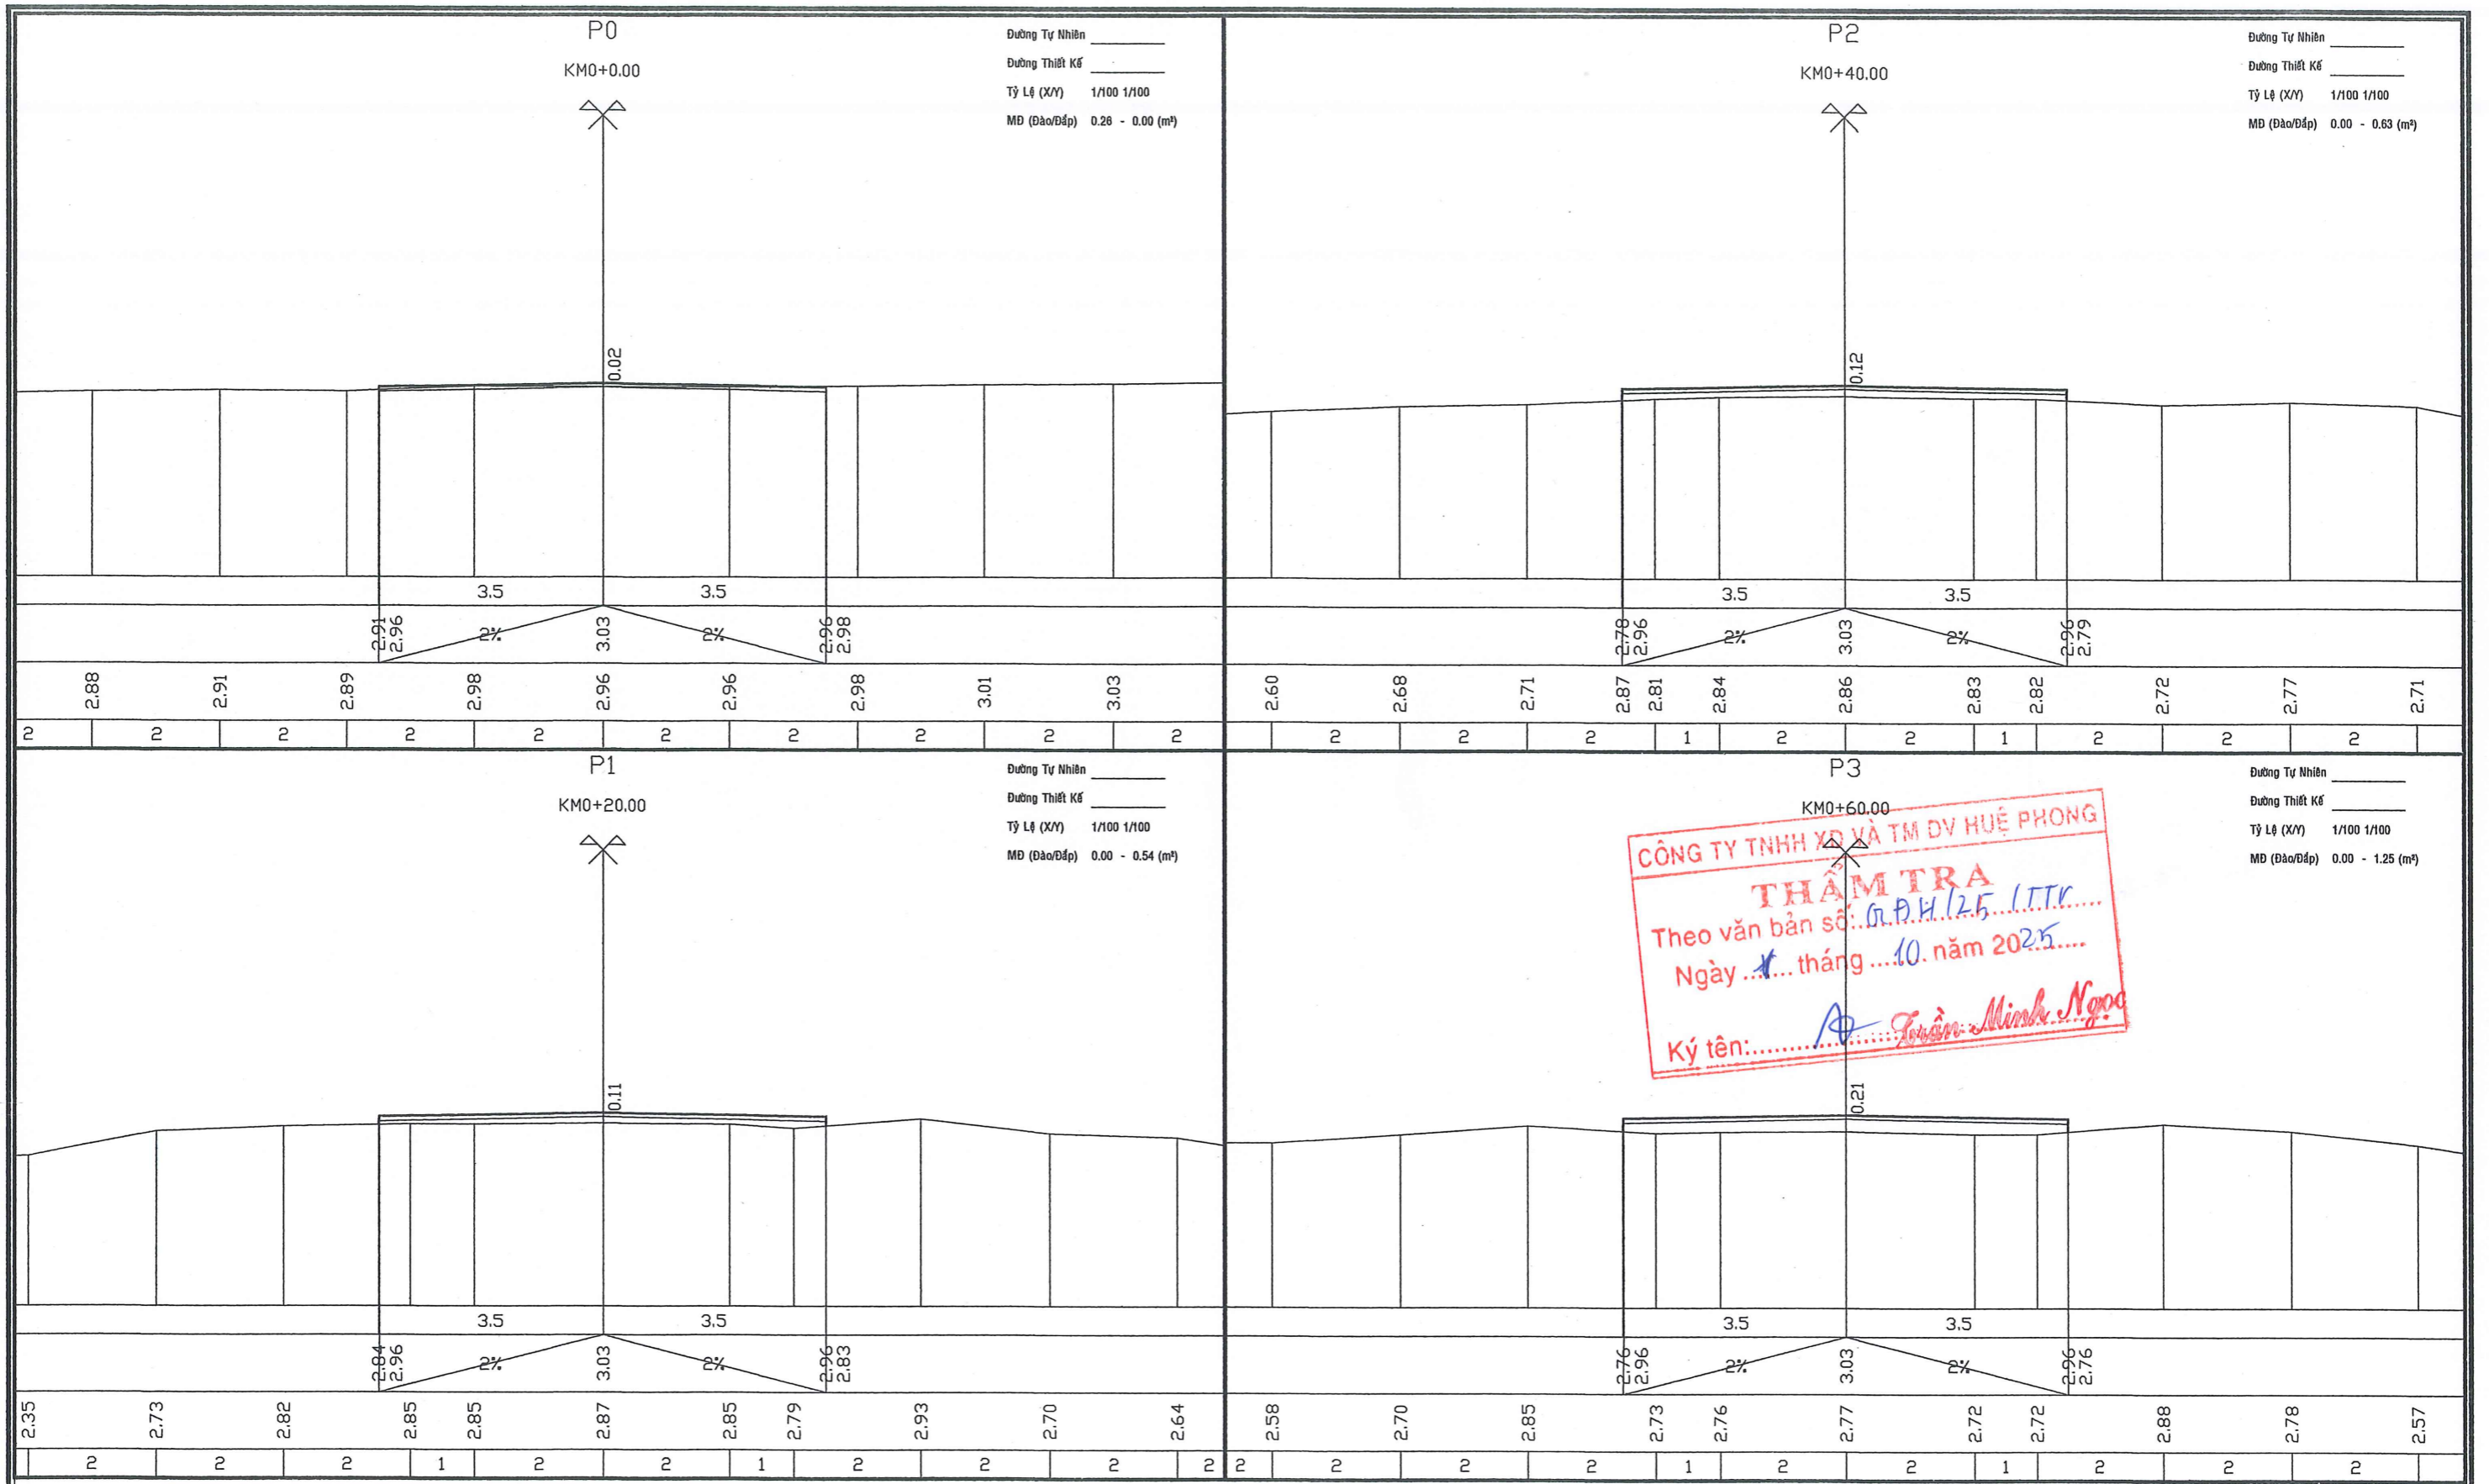 P0
KM0+0.00
Đường Tự Nhiên
Đường Thiết Kế
Tỷ Lệ (X/Y) 1/100 1/100
MĐ (Đào/Đắp) 0.26 - 0.00 (m²)
0.02
3.5 3.5
2.91 2.96 2% 3.03 2% 2.96 2.98
2.88 2.91 2.89 2.98 2.96 2.96 2.98 3.01 3.03
2 2 2 2 2 2 2 2 2 2
P2
KM0+40.00
Đường Tự Nhiên
Đường Thiết Kế
Tỷ Lệ (X/Y) 1/100 1/100
MĐ (Đào/Đắp) 0.00 - 0.63 (m²)
0.12
3.5 3.5
2.78 2.96 2% 3.03 2% 2.96 2.79
2.60 2.68 2.71 2.87 2.81 2.84 2.86 2.83 2.82 2.72 2.77 2.71
2 2 2 1 2 2 1 2 2 2
P1
KM0+20.00
Đường Tự Nhiên
Đường Thiết Kế
Tỷ Lệ (X/Y) 1/100 1/100
MĐ (Đào/Đắp) 0.00 - 0.54 (m²)
0.11
3.5 3.5
2.84 2.96 2% 3.03 2% 2.96 2.83
2.35 2.73 2.82 2.85 2.85 2.87 2.85 2.79 2.93 2.70 2.64
2 2 2 1 2 2 1 2 2 2 2
P3
KM0+60.00
Đường Tự Nhiên
Đường Thiết Kế
Tỷ Lệ (X/Y) 1/100 1/100
MĐ (Đào/Đắp) 0.00 - 1.25 (m²)
CÔNG TY TNHH XD VÀ TM DV HUÊ PHONG
THẨM TRA
Theo văn bản số: GĐH/25/TTr
Ngày tháng 10 năm 2025
Ký tên: Trần Minh Ngọc
0.21
3.5 3.5
2.76 2.96 2% 3.03 2% 2.96 2.76
2.58 2.70 2.85 2.73 2.76 2.77 2.72 2.72 2.88 2.78 2.57
2 2 2 2 1 2 2 1 2 2 2